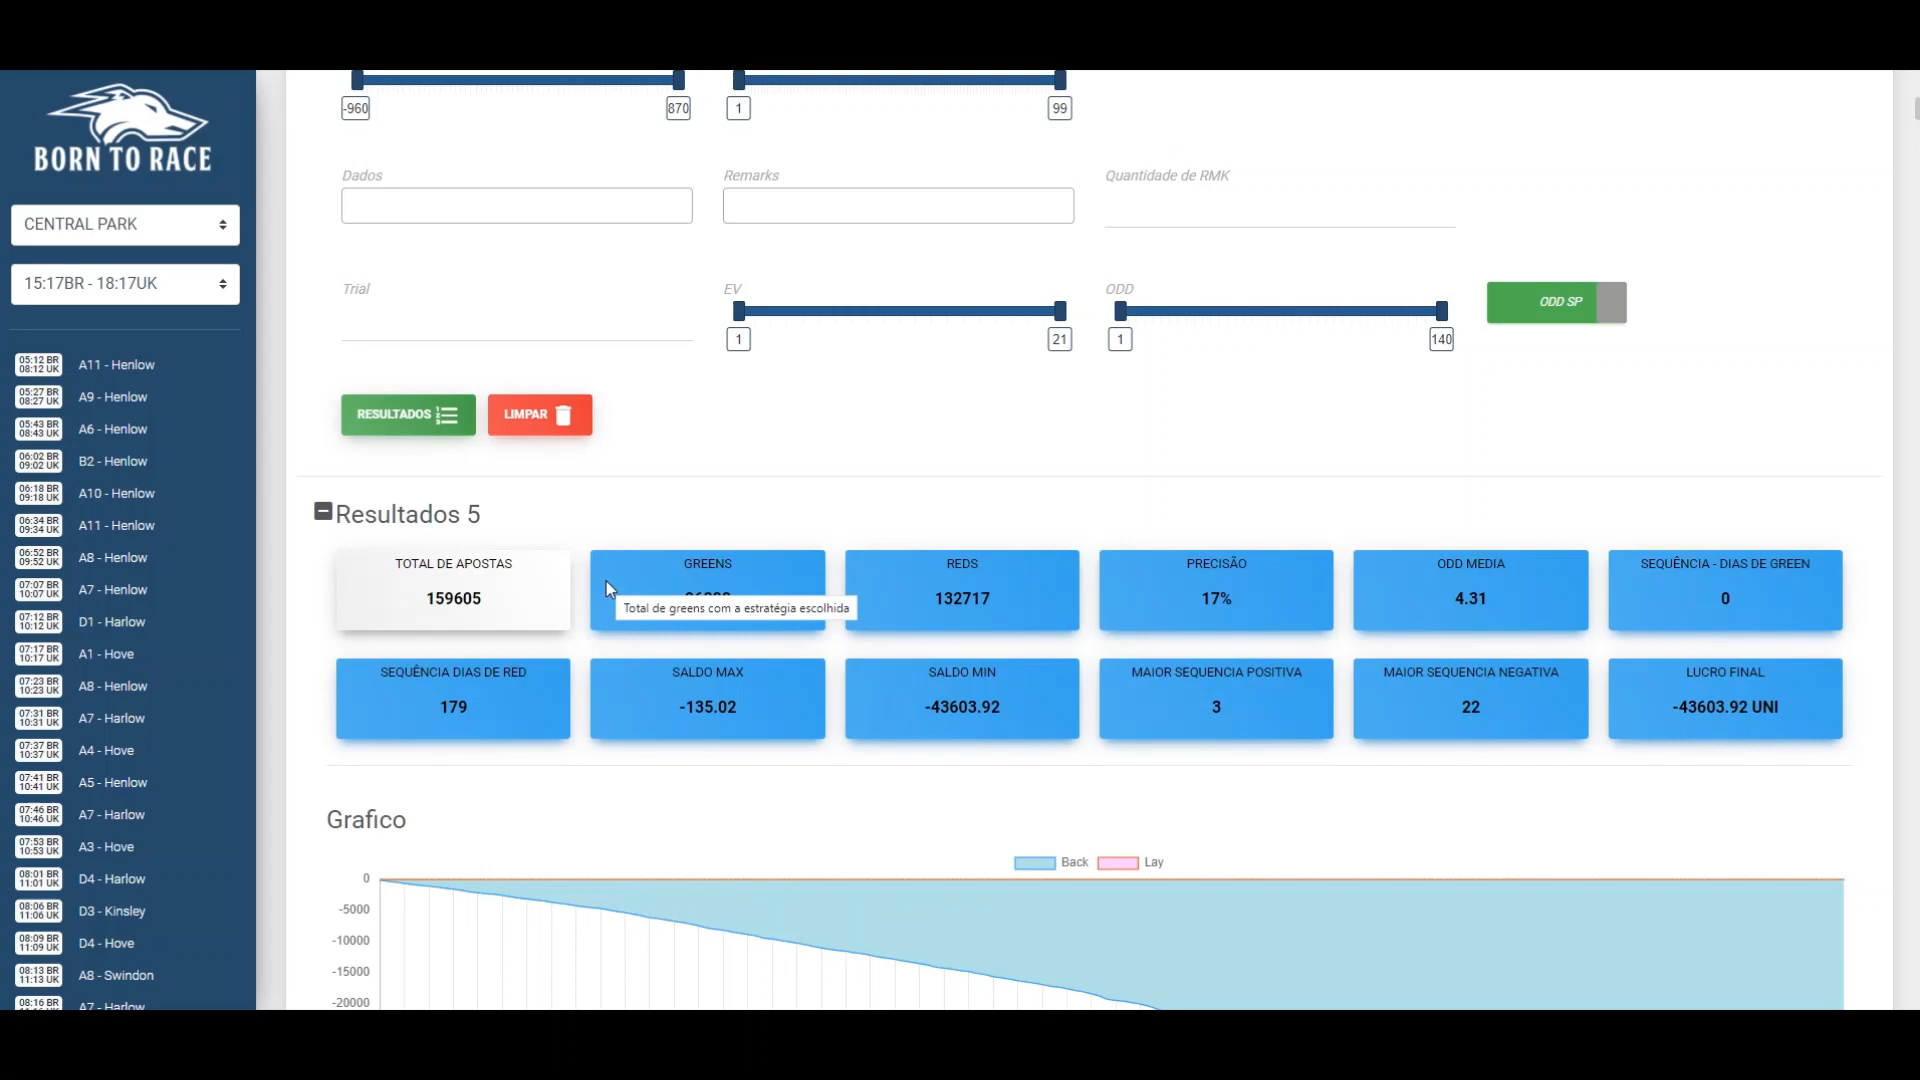 BORN TO RACE
CENTRAL PARK
15:17BR - 18:17UK
05:12 BR
08:12 UK
A11 - Henlow
05:27 BR
08:27 UK
A9 - Henlow
05:43 BR
08:43 UK
A6 - Henlow
06:02 BR
09:02 UK
B2 - Henlow
06:18 BR
09:18 UK
A10 - Henlow
06:34 BR
09:34 UK
A11 - Henlow
06:52 BR
09:52 UK
A8 - Henlow
07:07 BR
10:07 UK
A7 - Henlow
07:12 BR
10:12 UK
D1 - Harlow
07:17 BR
10:17 UK
A1 - Hove
07:23 BR
10:23 UK
A8 - Henlow
07:31 BR
10:31 UK
A7 - Harlow
07:37 BR
10:37 UK
A4 - Hove
07:41 BR
10:41 UK
A5 - Henlow
07:46 BR
10:46 UK
A7 - Harlow
07:53 BR
10:53 UK
A3 - Hove
08:01 BR
11:01 UK
D4 - Harlow
08:06 BR
11:06 UK
D3 - Kinsley
08:09 BR
11:09 UK
D4 - Hove
08:13 BR
11:13 UK
A8 - Swindon
08:16 BR
A7 - Harlow
-960 870 1 99
Dados Remarks Quantidade de RMK
Trial EV ODD
ODD SP
1 21 1 140
RESULTADOS LIMPAR
Resultados 5
TOTAL DE APOSTAS
159605
GREENS
Total de greens com a estratégia escolhida
REDS
132717
PRECISÃO
17%
ODD MEDIA
4.31
SEQUÊNCIA - DIAS DE GREEN
0
SEQUÊNCIA DIAS DE RED
179
SALDO MAX
-135.02
SALDO MIN
-43603.92
MAIOR SEQUENCIA POSITIVA
3
MAIOR SEQUENCIA NEGATIVA
22
LUCRO FINAL
-43603.92 UNI
Grafico
Back Lay
0
-5000
-10000
-15000
-20000